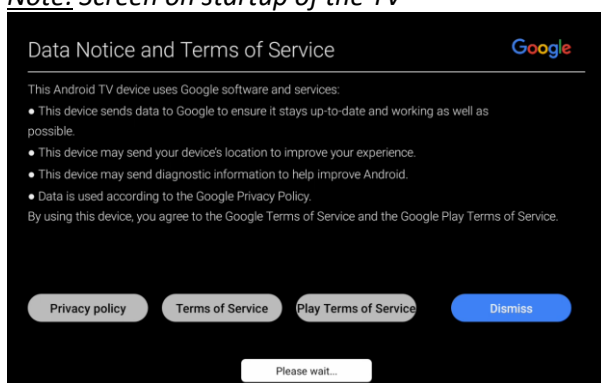 Note: Screen on startup of the TV
Data Notice and Terms of Service
Google
This Android TV device uses Google software and services:
● This device sends data to Google to ensure it stays up-to-date and working as well as
possible.
● This device may send your device's location to improve your experience.
● This device may send diagnostic information to help improve Android.
● Data is used according to the Google Privacy Policy.
By using this device, you agree to the Google Terms of Service and the Google Play Terms of Service.
Privacy policy
Terms of Service
Play Terms of Service
Dismiss
Please wait...